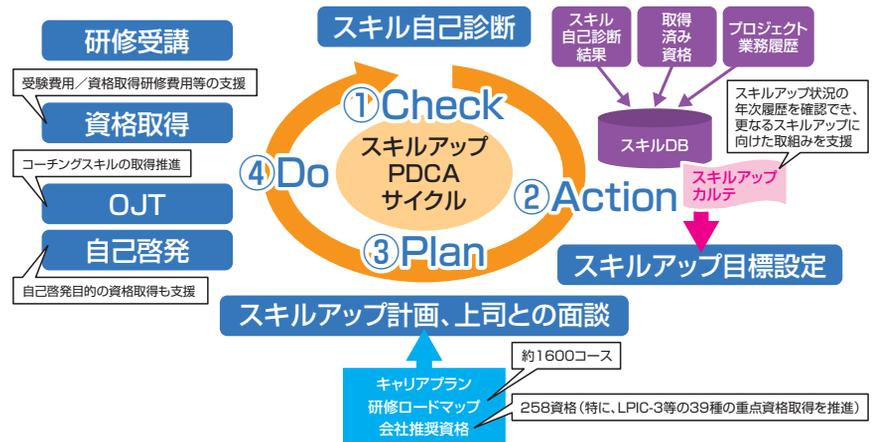 スキル自己診断
スキル
自己診断
結果
取得
済み
資格
プロジェクト
業務履歴
研修受講
受験費用／資格取得研修費用等の支援
資格取得
コーチングスキルの取得推進
OJT
自己啓発
自己啓発目的の資格取得も支援
①Check
スキルアップ
PDCA
サイクル
④Do
②Action
③Plan
スキルDB
スキルアップ状況の
年次履歴を確認でき、
更なるスキルアップに
向けた取組みを支援
スキルアップ
カルテ
スキルアップ目標設定
スキルアップ計画、上司との面談
キャリアプラン
研修ロードマップ
会社推奨資格
約1600コース
258資格（特に、LPIC-3等の39種の重点資格取得を推進）